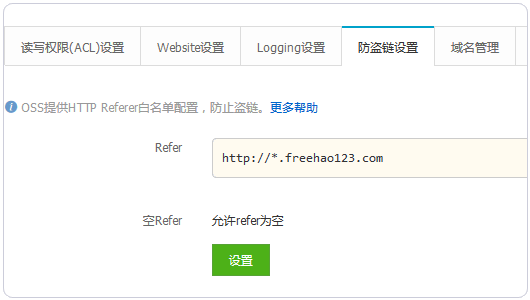 读写权限(ACL)设置 Website设置 Logging设置 防盗链设置 域名管理
OSS提供HTTP Referer白名单配置，防止盗链。更多帮助
Refer http://*.freehao123.com
空Refer 允许refer为空
设置